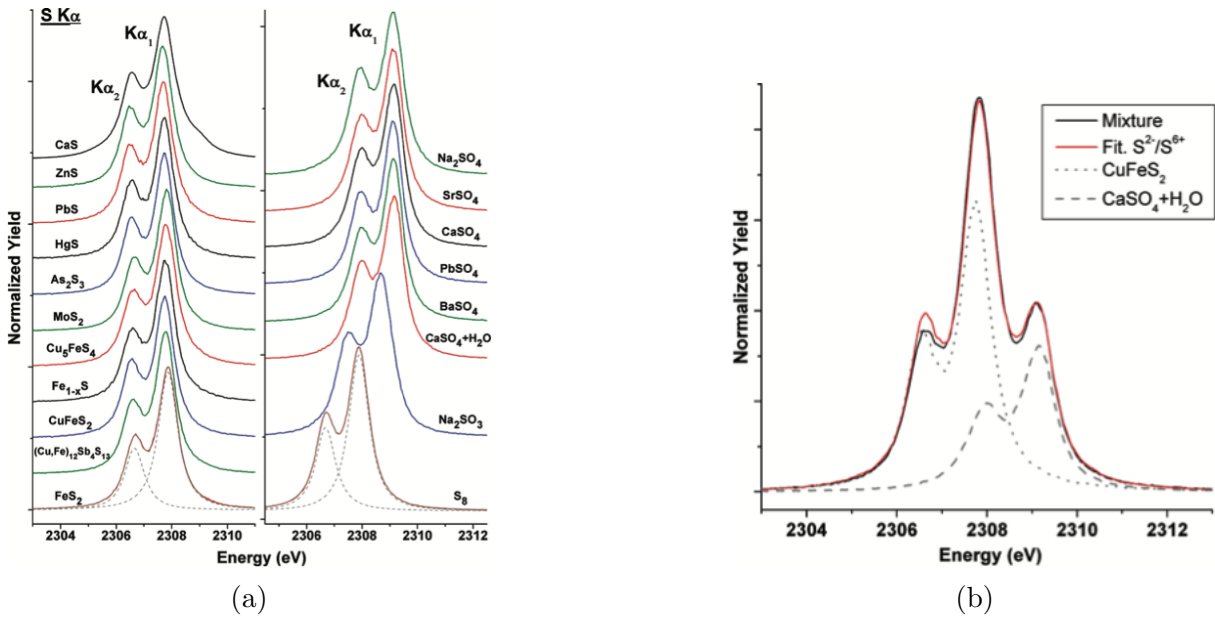 S Kα
Kα₁
Kα₂
CaS
ZnS
PbS
HgS
As₂S₃
MoS₂
Cu₅FeS₄
Fe₁₋ₓS
CuFeS₂
(Cu,Fe)₁₂Sb₄S₁₃
FeS₂
Kα₁
Kα₂
Na₂SO₄
SrSO₄
CaSO₄
PbSO₄
BaSO₄
CaSO₄+H₂O
Na₂SO₃
S₈
Normalized Yield
2304 2306 2308 2310
2306 2308 2310 2312
Energy (eV)
(a)
Mixture
Fit. S²⁻/S⁶⁺
CuFeS₂
CaSO₄+H₂O
Normalized Yield
2304 2306 2308 2310 2312
Energy (eV)
(b)